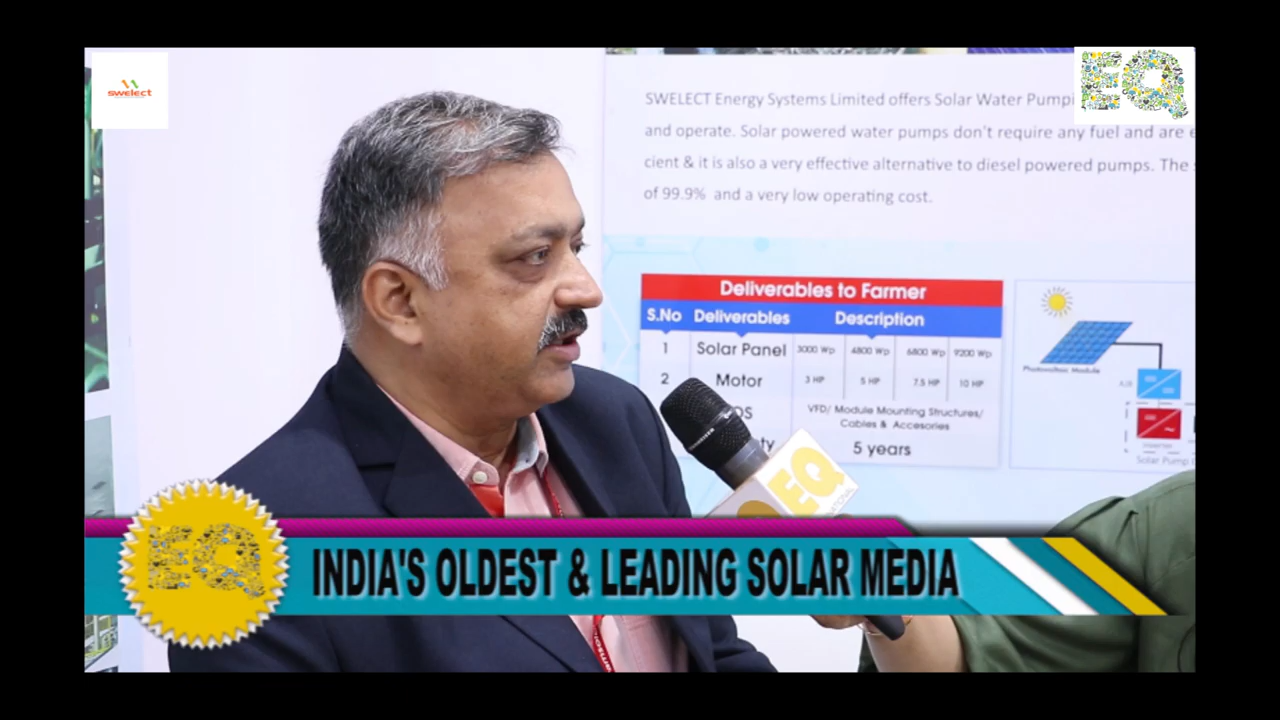 swelect
EQ
SWELECT Energy Systems Limited offers Solar Water
and operate. Solar powered water pumps don't require any fuel and are
cient & it is also a very effective alternative to diesel powered pumps. The
of 99.9% and a very low operating cost.
Deliverables to Farmer
S.No Deliverables Description
1 Solar Panel 3000 Wp 4800 Wp 6800 Wp 9200 Wp
2 Motor 3 HP 5 HP 7.5 HP 10 HP
VFD/ Module Mounting Structures/
Cables & Accesories
5 years
Photovoltaic Module
Inverter
Solar Pump
EQ
EQ
INDIA'S OLDEST & LEADING SOLAR MEDIA